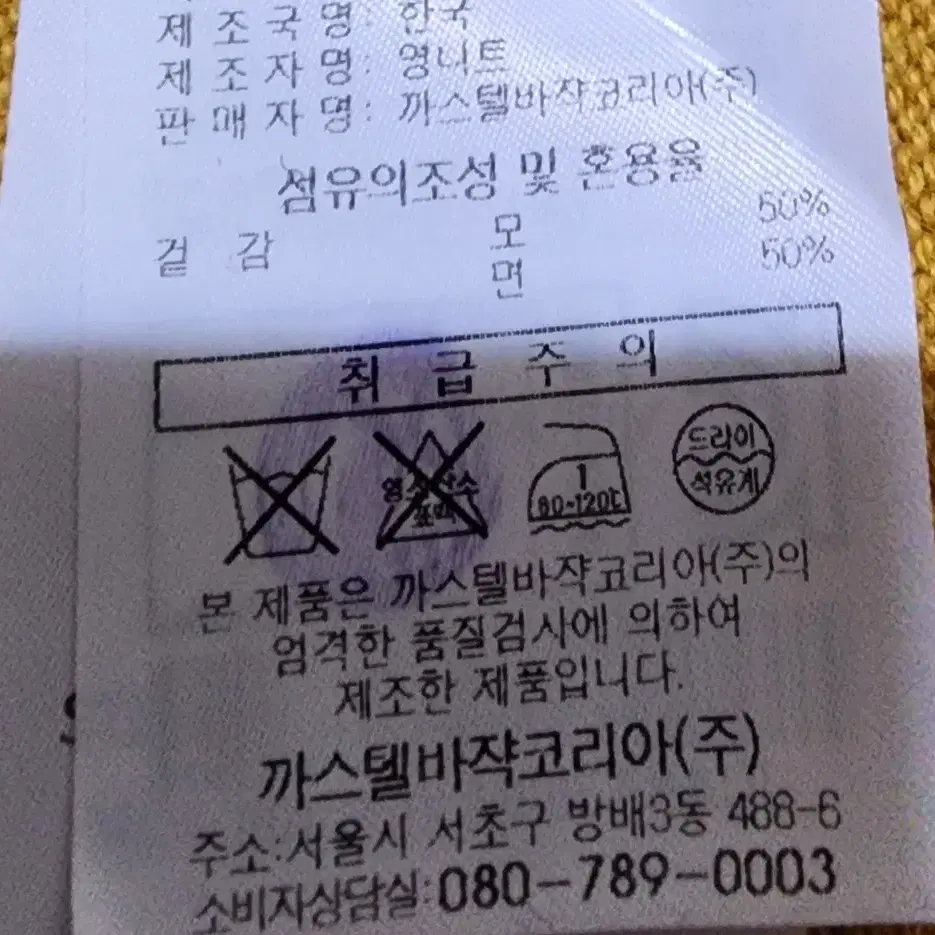 제 조 국 명 : 한국
제 조 자 명 : 영니트
판 매 자 명 : 까스텔바쟉코리아(주)
섬유의조성 및 혼용율
겉 감 모 50%
면 50%
취 급 주 의
염소산소
표백
1
80-120℃
드라이
석유계
본 제품은 까스텔바쟉코리아(주)의
엄격한 품질검사에 의하여
제조한 제품입니다.
까스텔바쟉코리아(주)
주소:서울시 서초구 방배3동 488-6
소비자상담실:080-789-0003